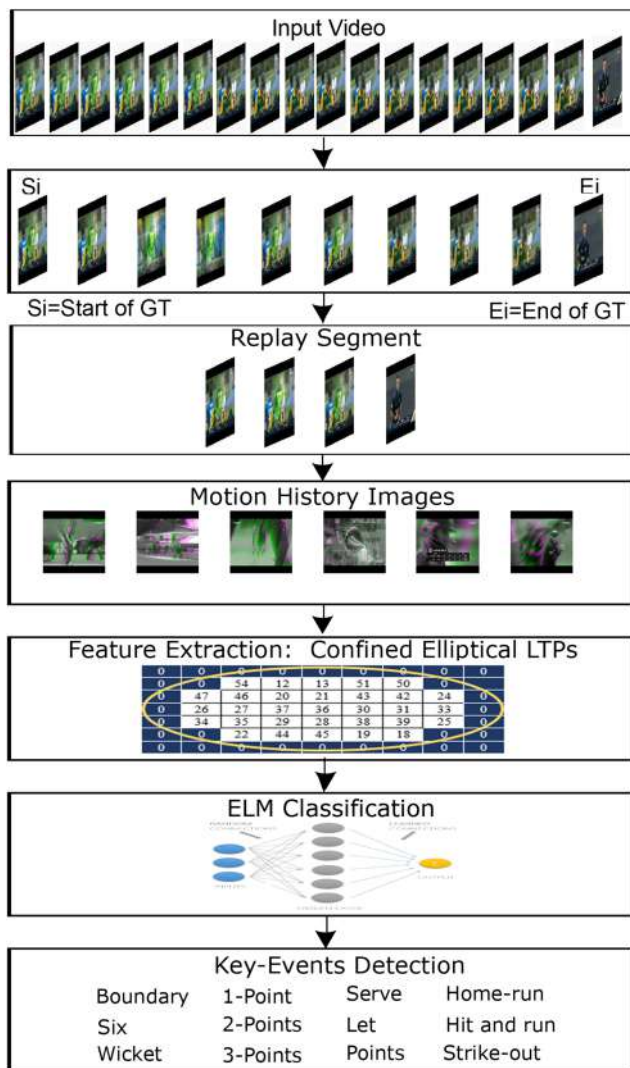 Input Video
Si Ei
Si=Start of GT Ei=End of GT
Replay Segment
Motion History Images
Feature Extraction: Confined Elliptical LTPs
0 0 0 0 0 0 0 0 0
0 0 54 12 13 51 50 0 0
0 47 46 20 21 43 42 24 0
0 26 27 37 36 30 31 33 0
0 34 35 29 28 38 39 25 0
0 0 22 44 45 19 18 0 0
0 0 0 0 0 0 0 0 0
ELM Classification
RANDOM CONNECTIONS
INPUTS
OUTPUT
Key-Events Detection
Boundary 1-Point Serve Home-run
Six 2-Points Let Hit and run
Wicket 3-Points Points Strike-out